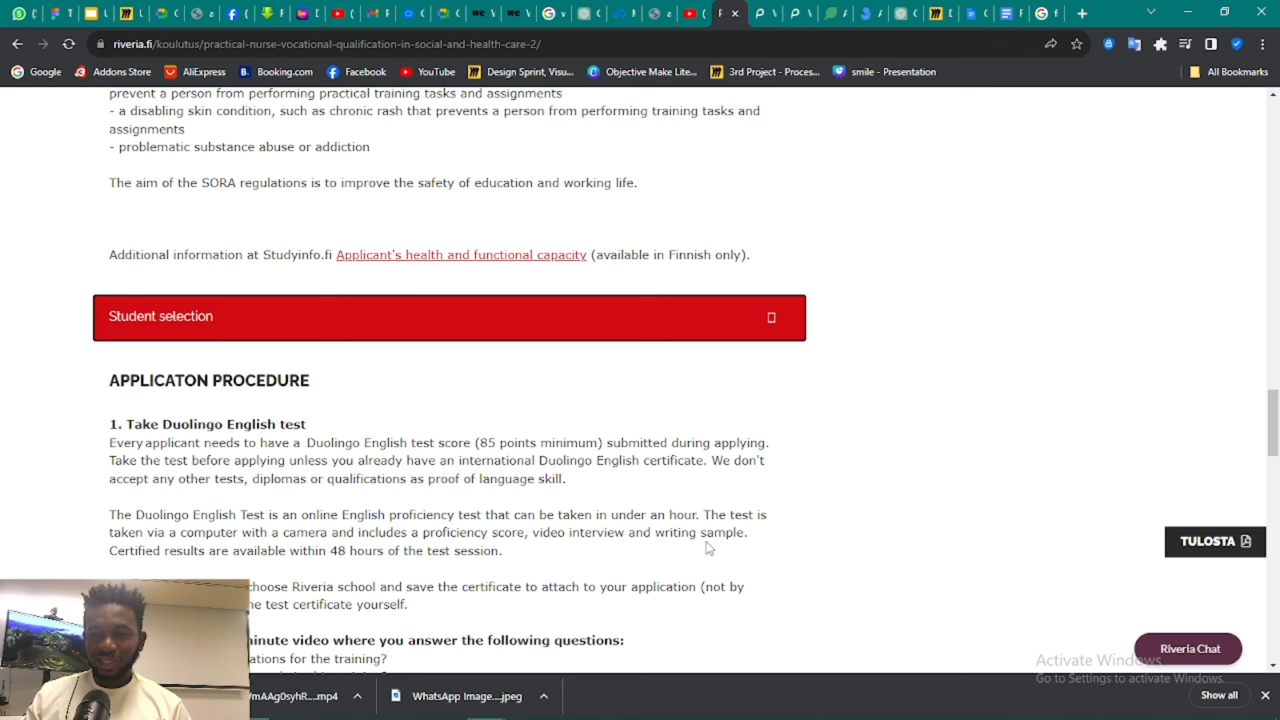 riveria.fi/koulutus/practical-nurse-vocational-qualification-in-social-and-health-care-2/
Google Addons Store AliExpress Booking.com Facebook YouTube Design Sprint, Visu... Objective Make Lite... 3rd Project - Proces... smile - Presentation All Bookmarks
prevent a person from performing practical training tasks and assignments
- a disabling skin condition, such as chronic rash that prevents a person from performing training tasks and
assignments
- problematic substance abuse or addiction
The aim of the SORA regulations is to improve the safety of education and working life.
Additional information at Studyinfo.fi Applicant's health and functional capacity (available in Finnish only).
Student selection
APPLICATON PROCEDURE
1. Take Duolingo English test
Every applicant needs to have a Duolingo English test score (85 points minimum) submitted during applying.
Take the test before applying unless you already have an international Duolingo English certificate. We don't
accept any other tests, diplomas or qualifications as proof of language skill.
The Duolingo English Test is an online English proficiency test that can be taken in under an hour. The test is
taken via a computer with a camera and includes a proficiency score, video interview and writing sample.
Certified results are available within 48 hours of the test session.
TULOSTA
choose Riveria school and save the certificate to attach to your application (not by
he test certificate yourself.
minute video where you answer the following questions:
ations for the training?
Riveria Chat
Activate Windows
Go to Settings to activate Windows.
mAAg0syhR....mp4 WhatsApp Image....jpeg Show all